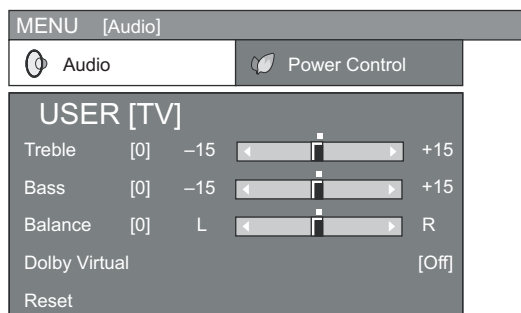 MENU [Audio]
Audio Power Control
USER [TV]
Treble [0] –15 +15
Bass [0] –15 +15
Balance [0] L R
Dolby Virtual [Off]
Reset